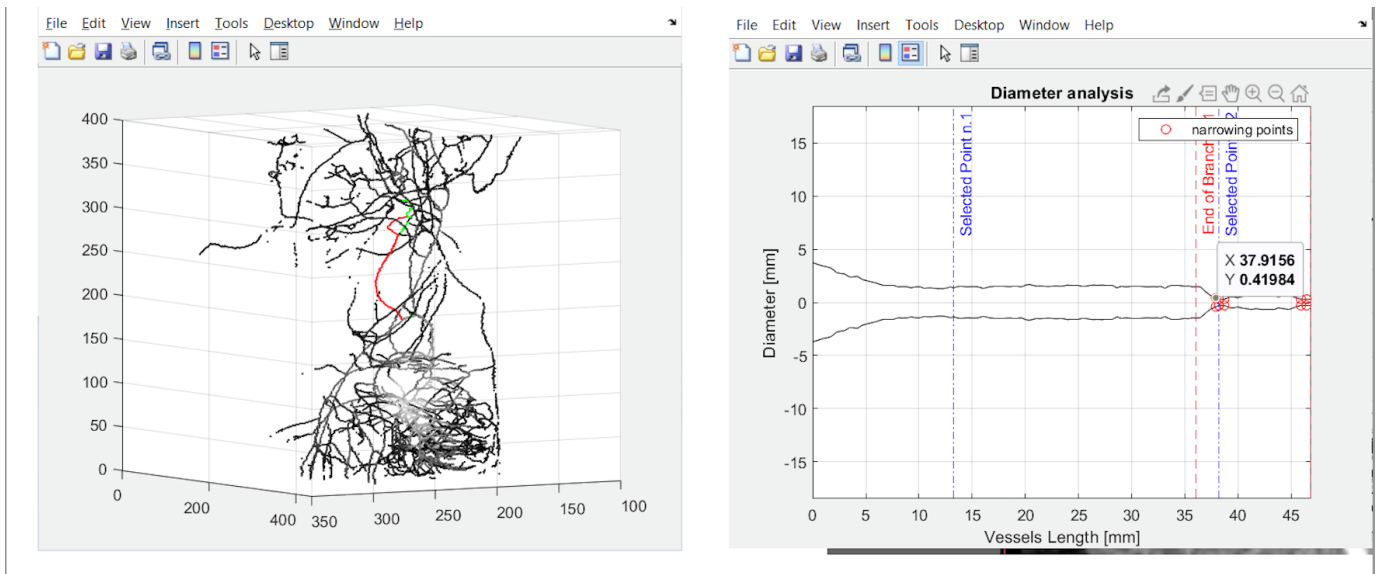 File Edit View Insert Tools Desktop Window Help
400
350
300
250
200
150
100
50
0
0
200
400
350
300
250
200
150
100
File Edit View Insert Tools Desktop Window Help
Diameter analysis
narrowing points
Selected Point n.1
End of Branch 1
X 37.9156
Y 0.41984
15
10
5
0
-5
-10
-15
Diameter [mm]
0 5 10 15 20 25 30 35 40 45
Vessels Length [mm]